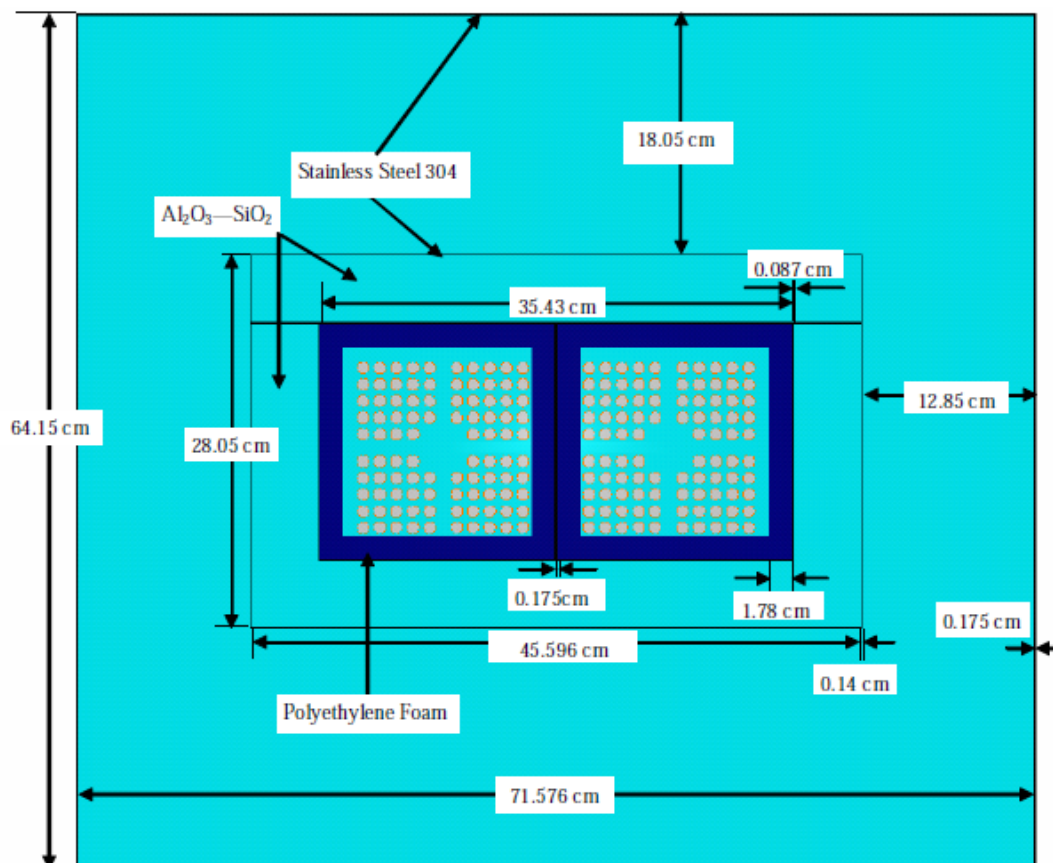 18.05 cm
Stainless Steel 304
Al₂O₃—SiO₂
0.087 cm
35.43 cm
12.85 cm
64.15 cm
28.05 cm
0.175cm
1.78 cm
0.175 cm
45.596 cm
0.14 cm
Polyethylene Foam
71.576 cm